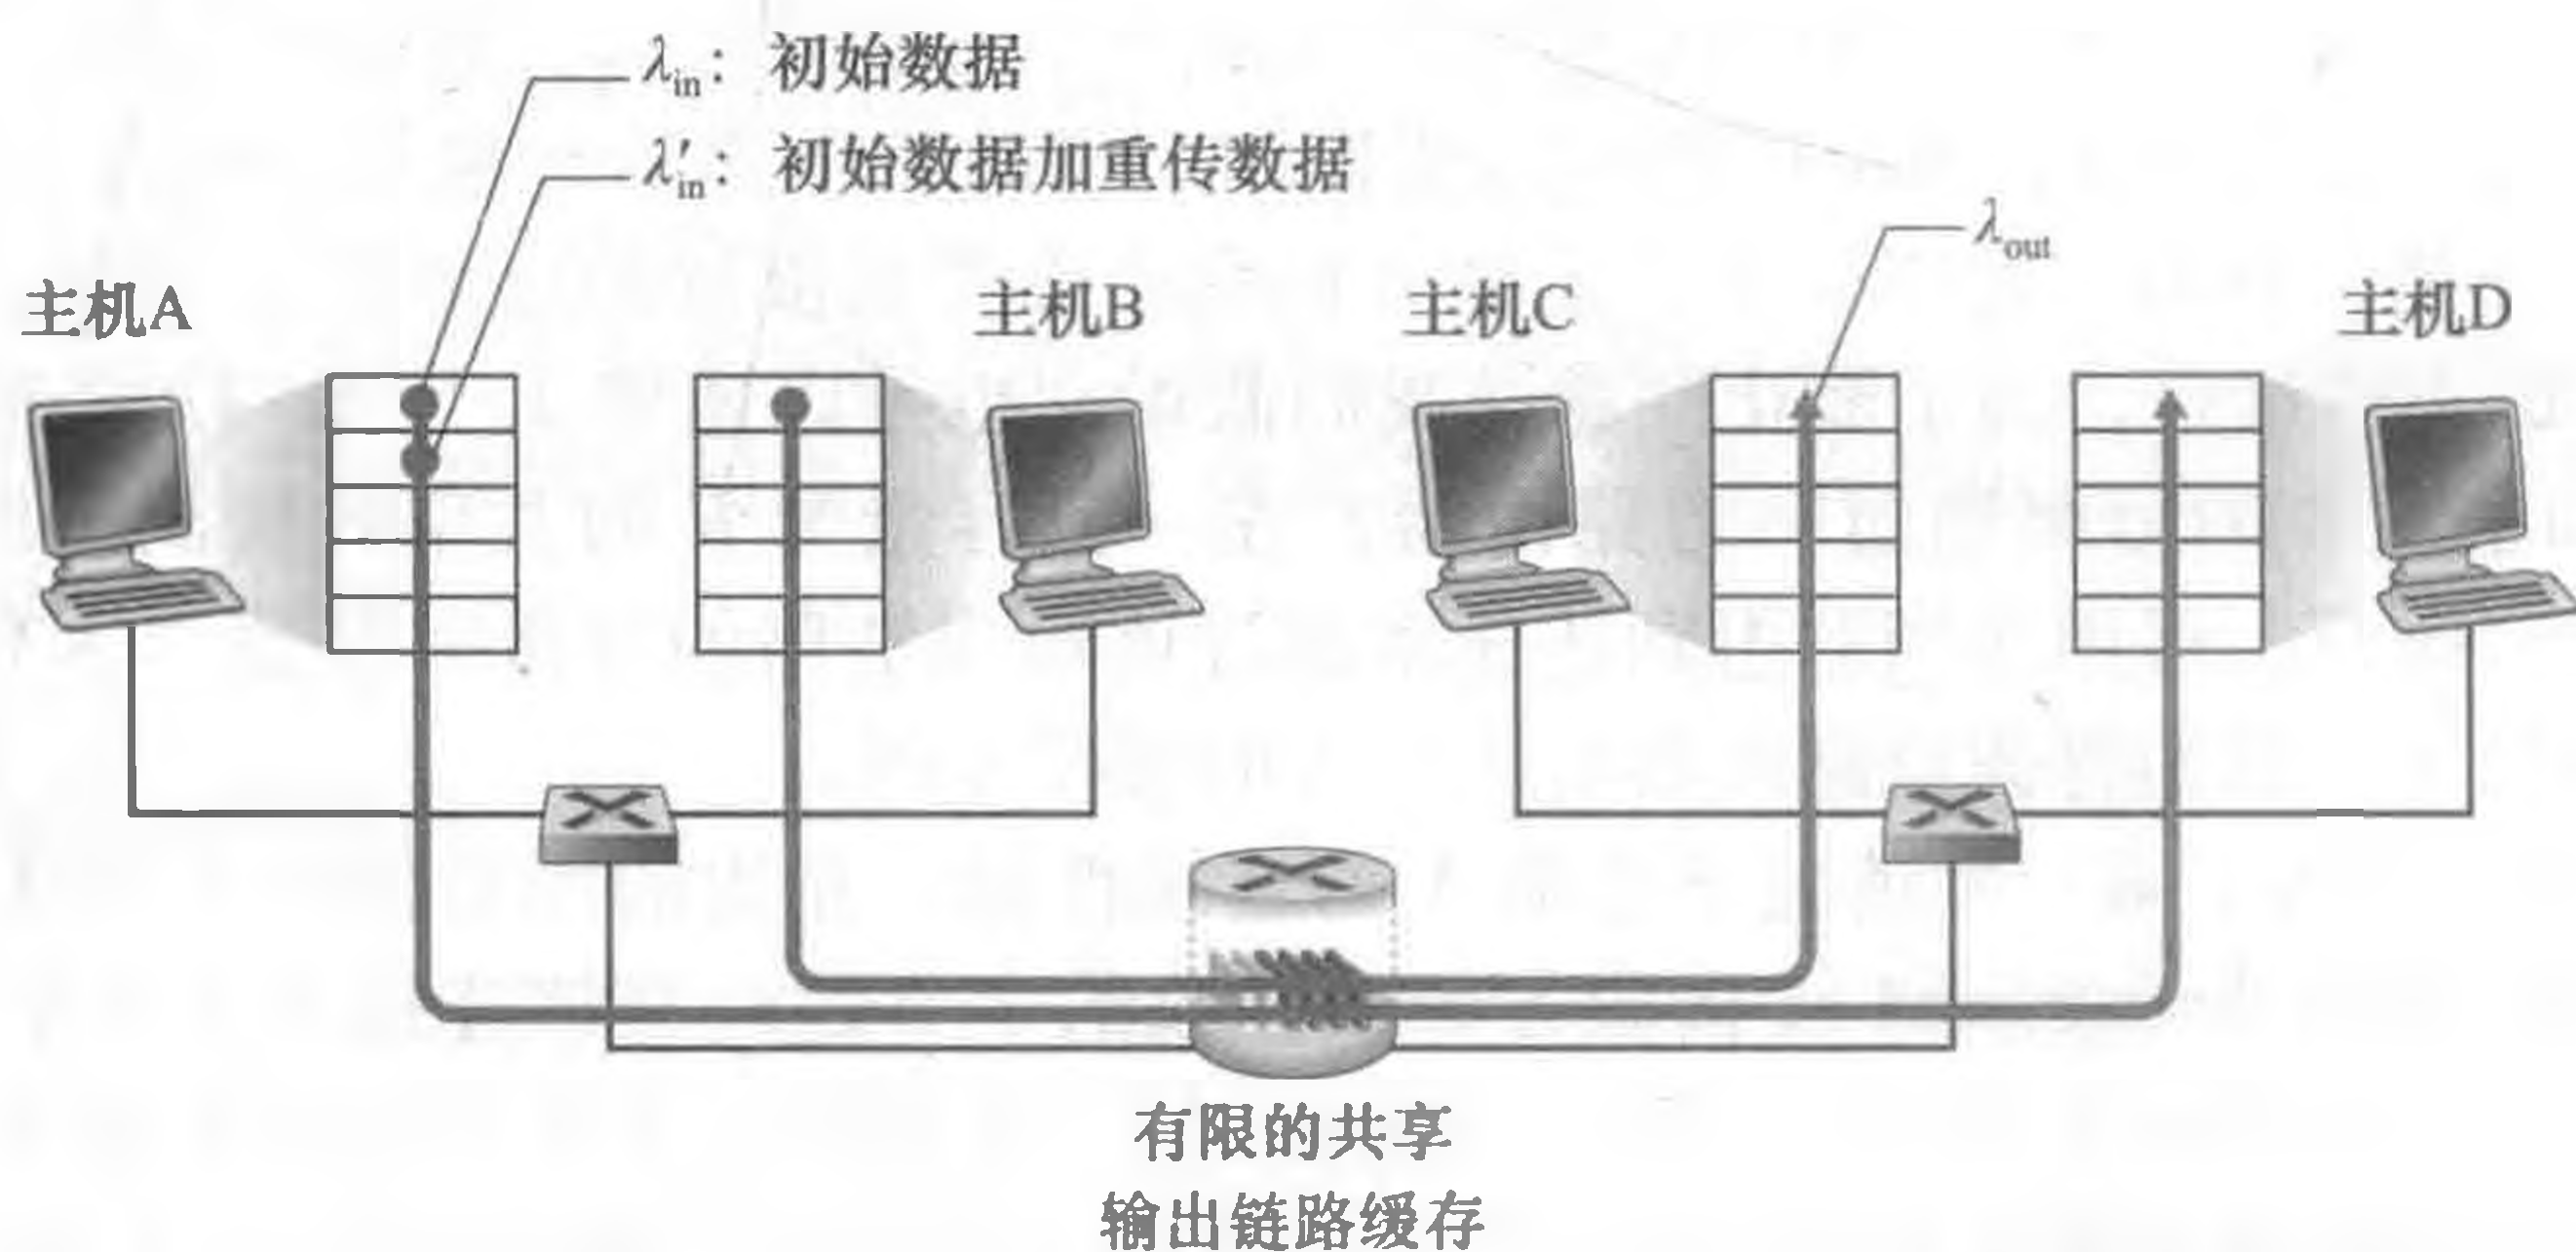 λin：初始数据
λ′in：初始数据加重传数据
λout
主机A
主机B
主机C
主机D
有限的共享
输出链路缓存